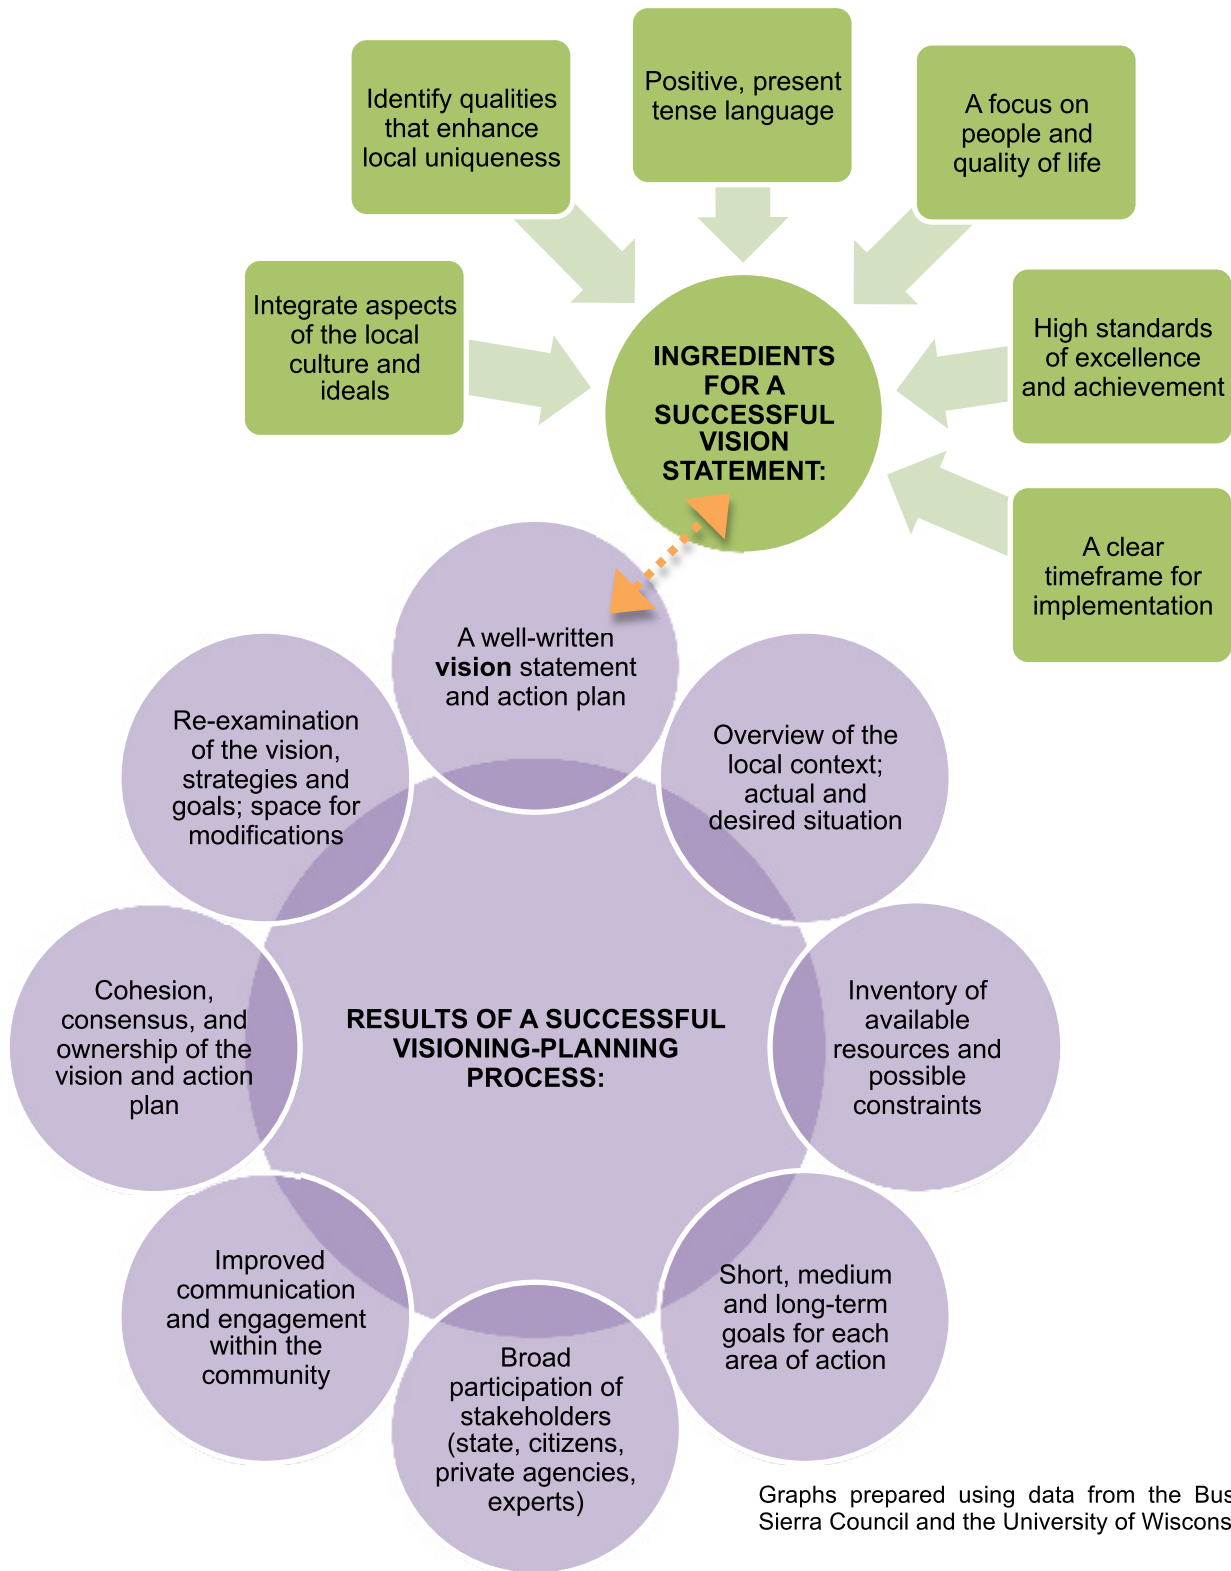 Identify qualities
that enhance
local uniqueness
Positive, present
tense language
A focus on
people and
quality of life
Integrate aspects
of the local
culture and
ideals
INGREDIENTS
FOR A
SUCCESSFUL
VISION
STATEMENT:
High standards
of excellence
and achievement
A clear
timeframe for
implementation
A well-written
vision statement
and action plan
Re-examination
of the vision,
strategies and
goals; space for
modifications
Overview of the
local context;
actual and
desired situation
Cohesion,
consensus, and
ownership of the
vision and action
plan
RESULTS OF A SUCCESSFUL
VISIONING-PLANNING
PROCESS:
Inventory of
available
resources and
possible
constraints
Improved
communication
and engagement
within the
community
Short, medium
and long-term
goals for each
area of action
Broad
participation of
stakeholders
(state, citizens,
private agencies,
experts)
Graphs prepared using data from the Bus
Sierra Council and the University of Wiscons